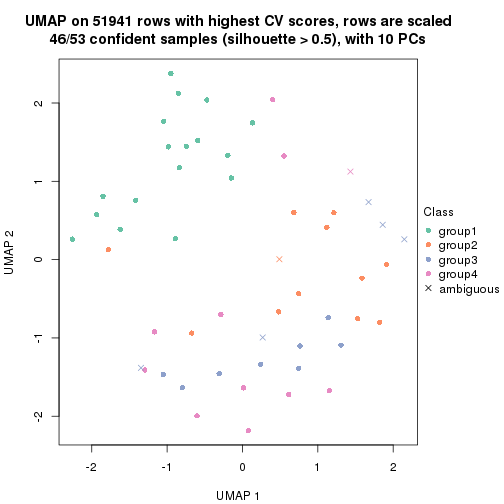 UMAP on 51941 rows with highest CV scores, rows are scaled
46/53 confident samples (silhouette > 0.5), with 10 PCs
2
1
0
-1
-2
UMAP 2
-2
-1
0
1
2
UMAP 1
Class
group1
group2
group3
group4
ambiguous